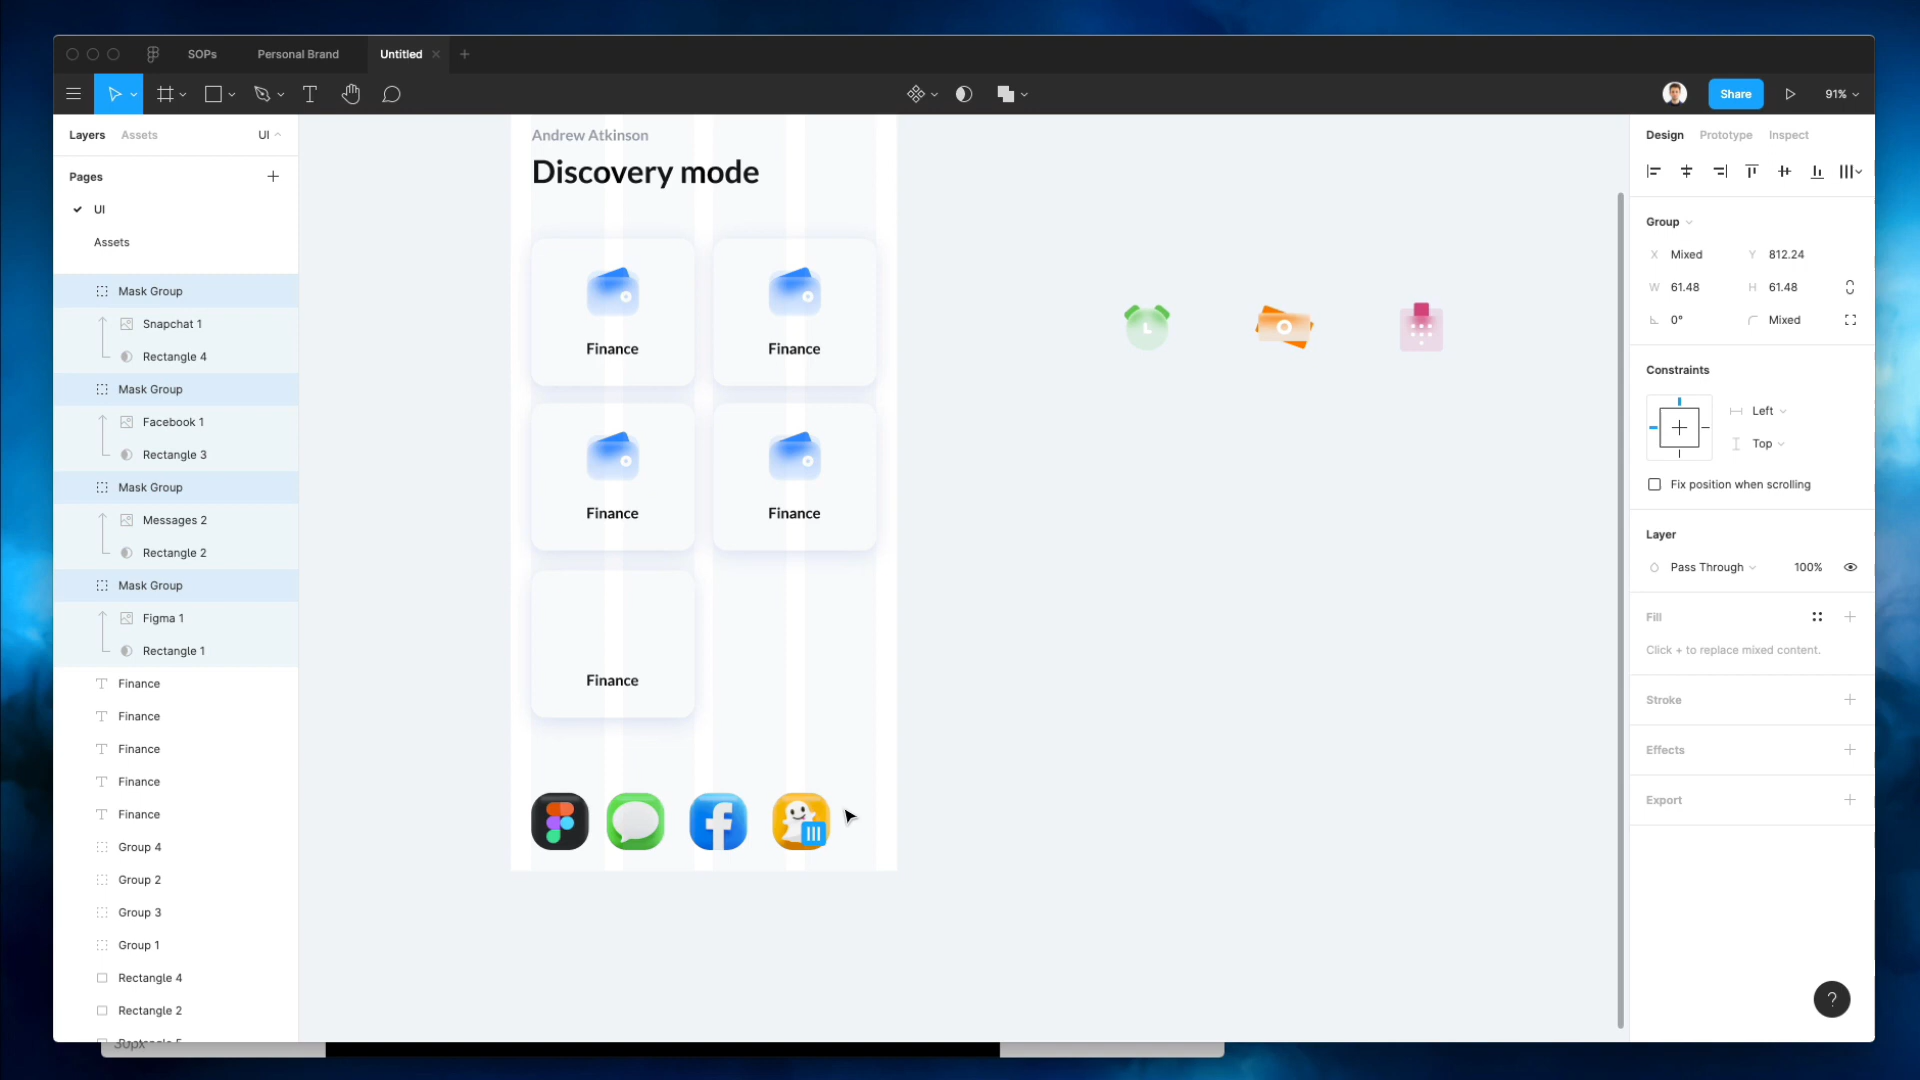 SOPs
Personal Brand
Untitled
Share
91%
Layers
Assets
UI
Pages
UI
Assets
Mask Group
Snapchat 1
Rectangle 4
Mask Group
Facebook 1
Rectangle 3
Mask Group
Messages 2
Rectangle 2
Mask Group
Figma 1
Rectangle 1
Finance
Finance
Finance
Finance
Finance
Group 4
Group 2
Group 3
Group 1
Rectangle 4
Rectangle 2
Andrew Atkinson
Discovery mode
Finance
Finance
Finance
Finance
Finance
Design
Prototype
Inspect
Group
X Mixed
Y 812.24
W 61.48
H 61.48
0°
Mixed
Constraints
Left
Top
Fix position when scrolling
Layer
Pass Through
100%
Fill
Click + to replace mixed content.
Stroke
Effects
Export
?